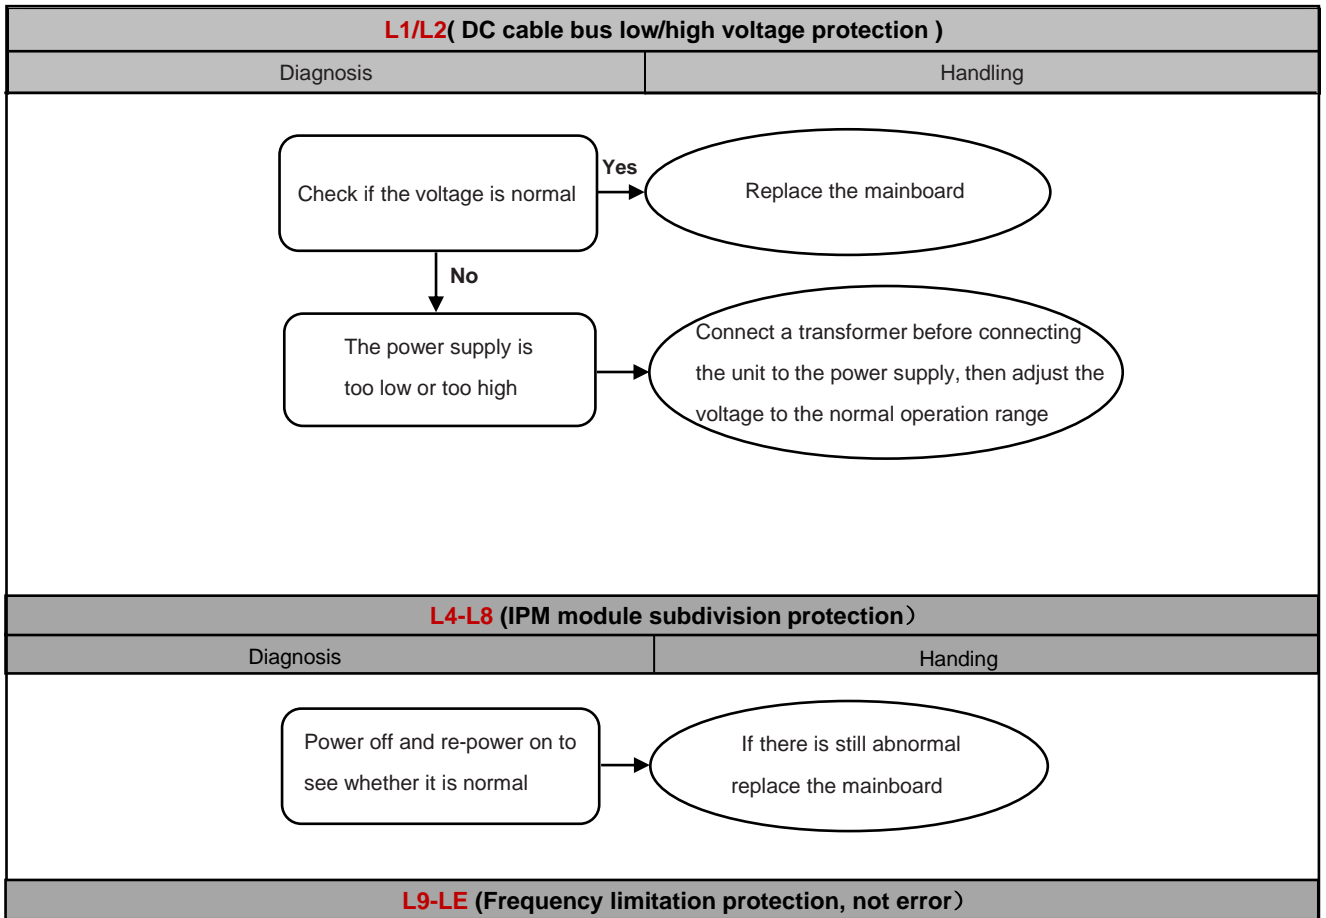 L1/L2( DC cable bus low/high voltage protection )
Diagnosis
Handling
Check if the voltage is normal
Yes
Replace the mainboard
No
The power supply is
too low or too high
Connect a transformer before connecting
the unit to the power supply, then adjust the
voltage to the normal operation range
L4-L8 (IPM module subdivision protection）
Diagnosis
Handing
Power off and re-power on to
see whether it is normal
If there is still abnormal
replace the mainboard
L9-LE (Frequency limitation protection, not error）